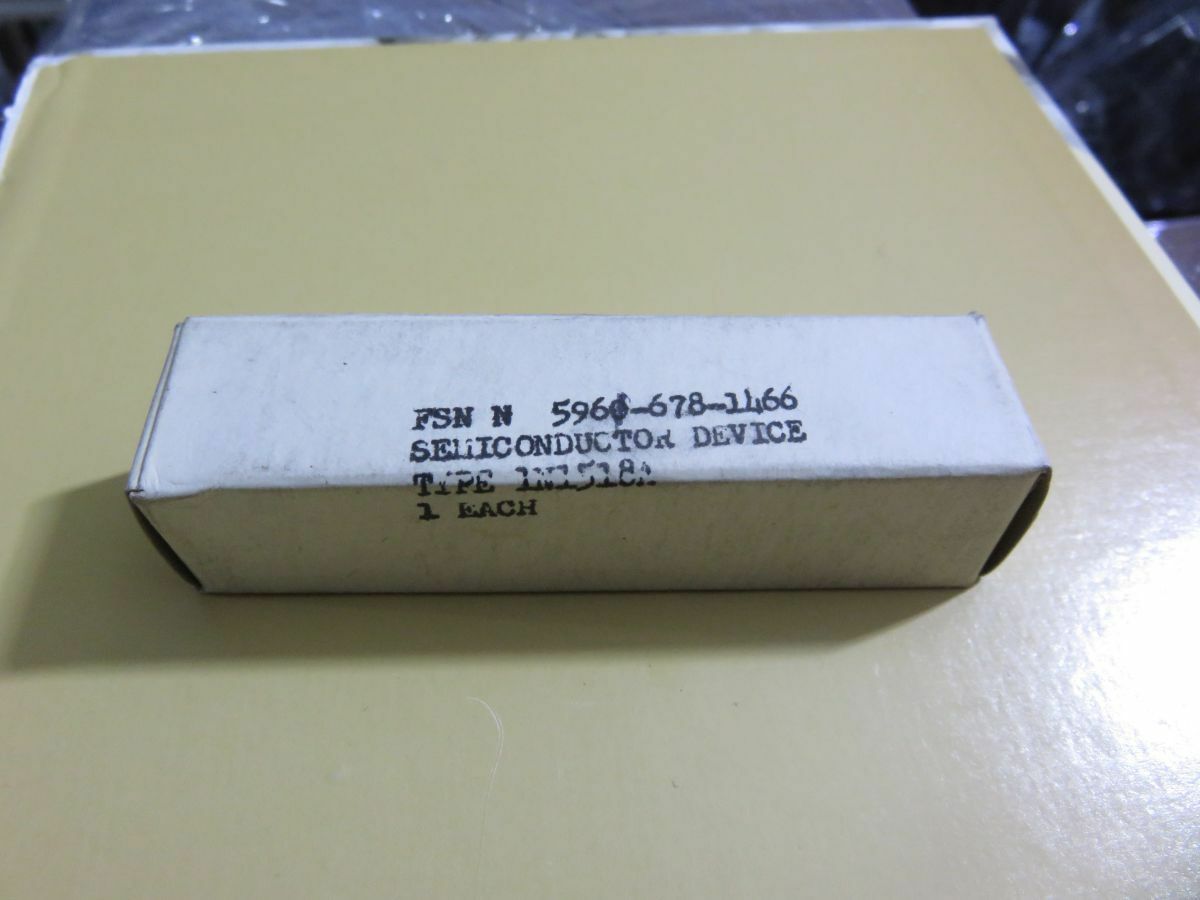 FSN N 5960-678-1466
SEMICONDUCTOR DEVICE
TYPE 1N1518A
1 EACH